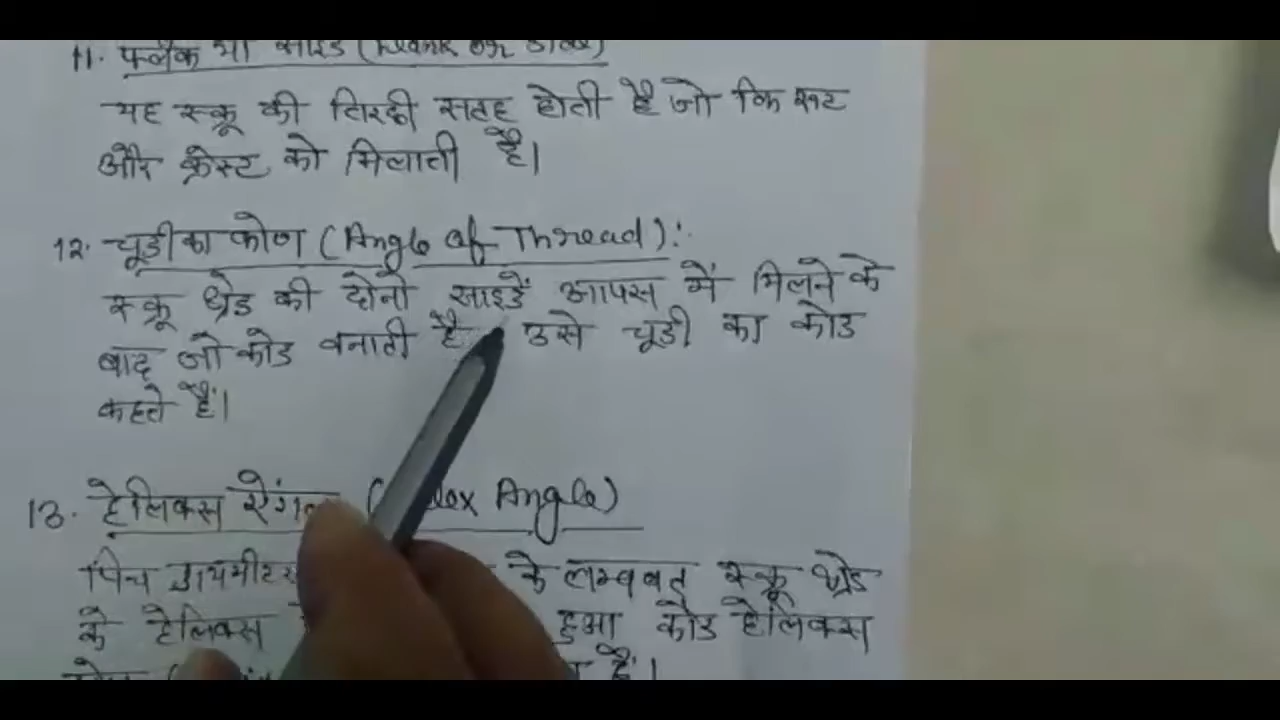 11. फ्लैंक या साइड (
यह स्क्रू की तिरछी सतह होती है जो कि रूट
और क्रेस्ट को मिलाती है।
12. चूड़ी का कोण (Angle of Thread):
स्क्रू थ्रेड की दोनो साइडें आपस में मिलने के
बाद जो कोड बनाती है उसे चूडी का कोड
कहते हैं।
13. हेलिक्स ऐंगल ( Angle)
पिच डायमीटर के लम्बवत स्क्रू थ्रेड
के हेलिक्स हुआ कोड हेलिक्स
हैं।